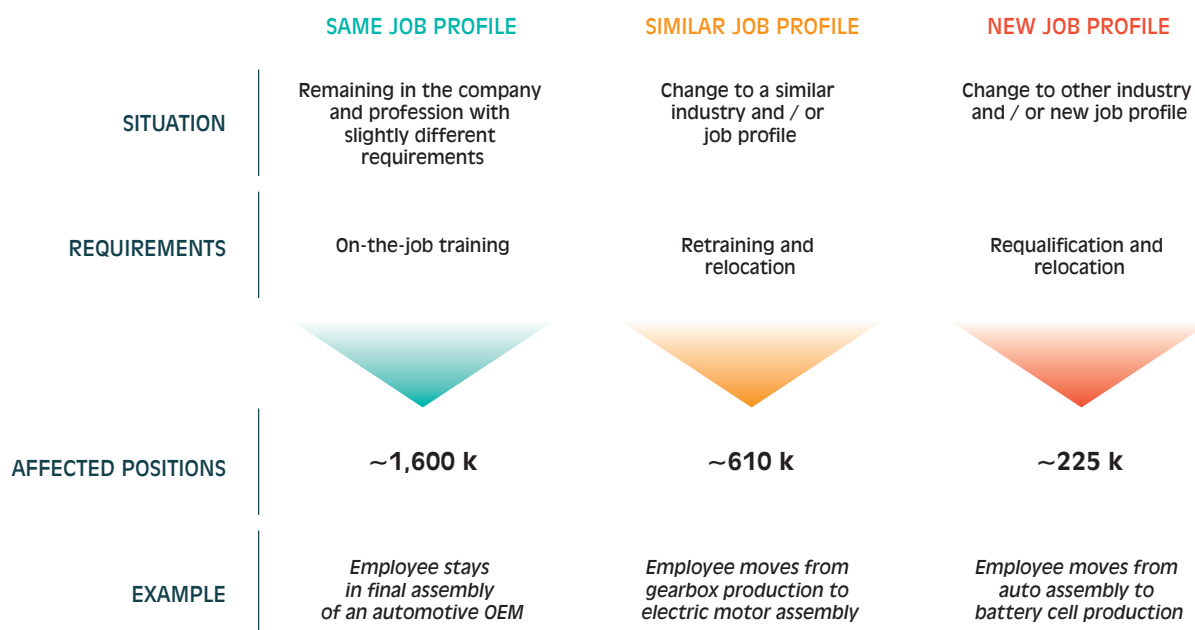 SAME JOB PROFILE
SIMILAR JOB PROFILE
NEW JOB PROFILE
SITUATION
Remaining in the company
and profession with
slightly different
requirements
Change to a similar
industry and / or
job profile
Change to other industry
and / or new job profile
REQUIREMENTS
On-the-job training
Retraining and
relocation
Requalification and
relocation
AFFECTED POSITIONS
~1,600 k
~610 k
~225 k
EXAMPLE
Employee stays
in final assembly
of an automotive OEM
Employee moves from
gearbox production to
electric motor assembly
Employee moves from
auto assembly to
battery cell production